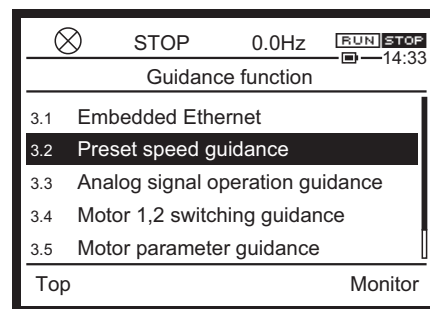 STOP 0.0Hz RUN STOP
14:33
Guidance function
3.1 Embedded Ethernet
3.2 Preset speed guidance
3.3 Analog signal operation guidance
3.4 Motor 1,2 switching guidance
3.5 Motor parameter guidance
Top Monitor